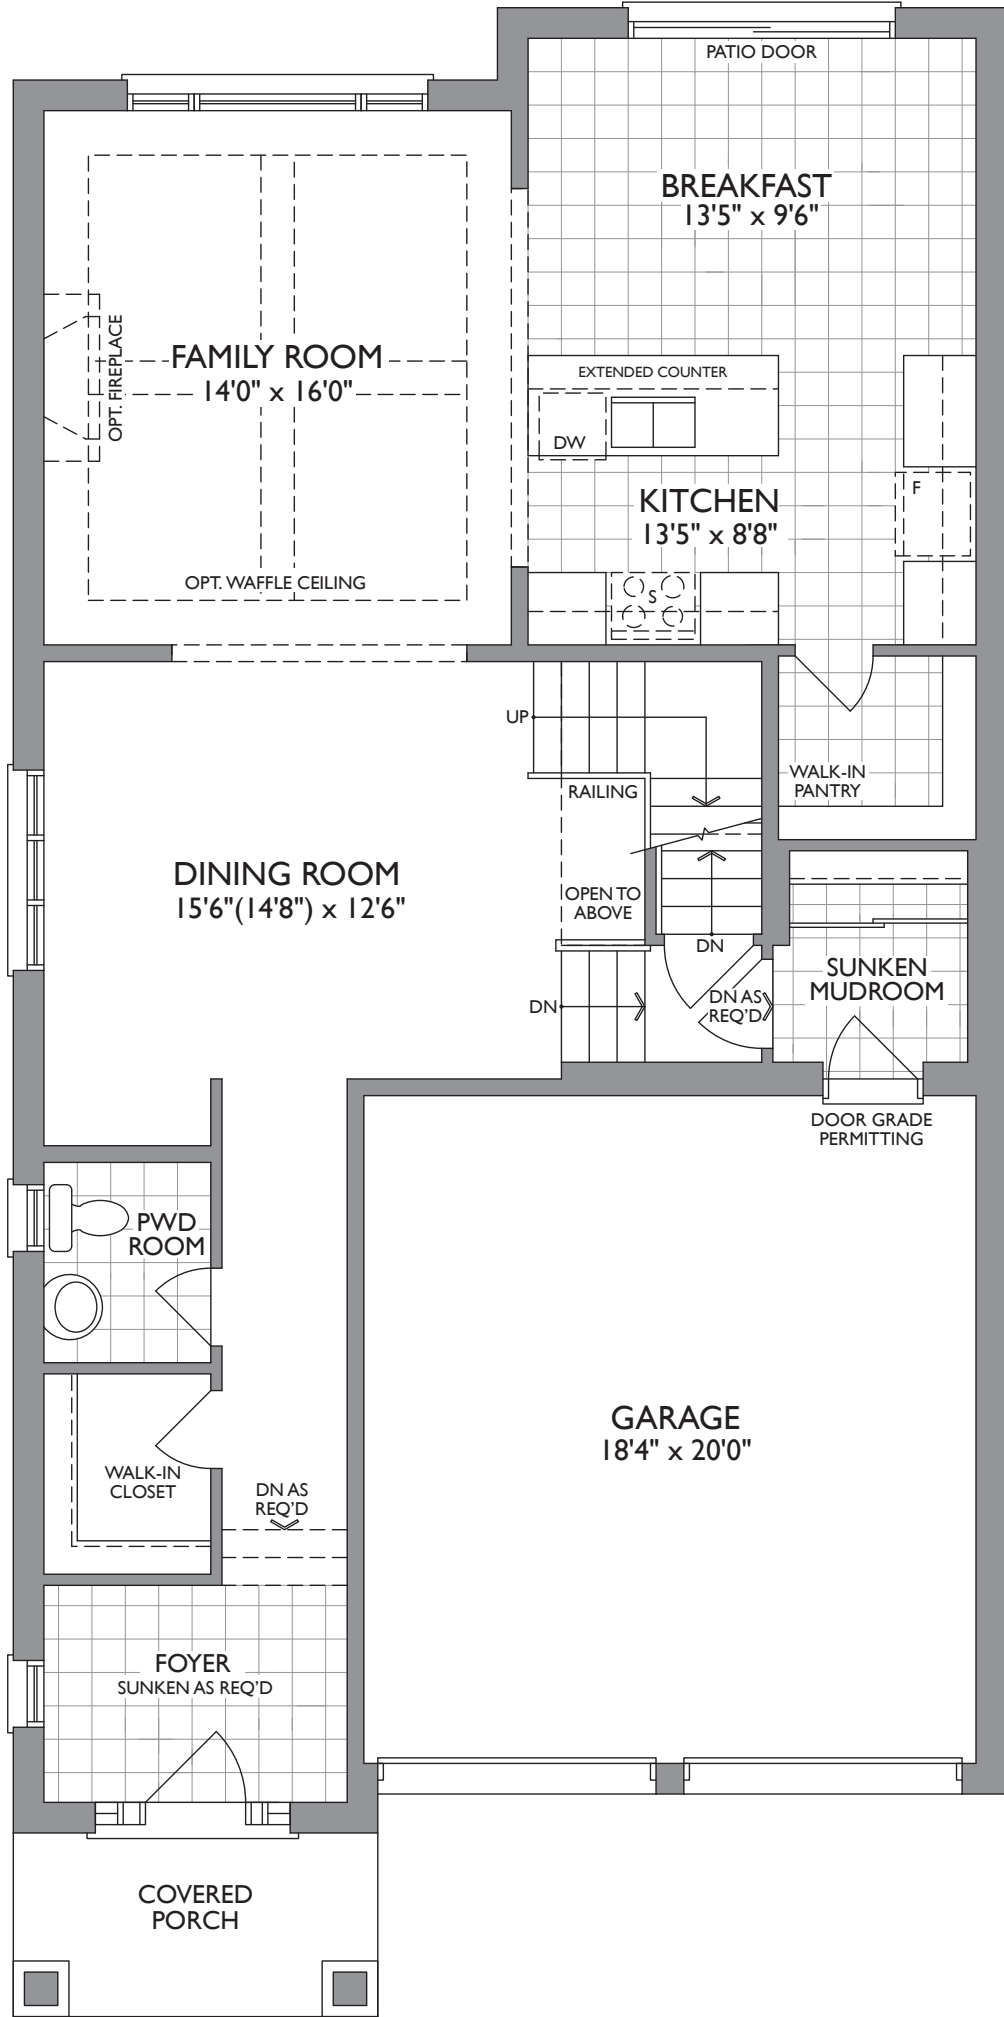 PATIO DOOR
BREAKFAST
13'5" x 9'6"
FAMILY ROOM
14'0" x 16'0"
OPT. FIREPLACE
OPT. WAFFLE CEILING
EXTENDED COUNTER
DW
KITCHEN
13'5" x 8'8"
F
S
UP
RAILING
WALK-IN
PANTRY
DINING ROOM
15'6"(14'8") x 12'6"
OPEN TO
ABOVE
DN
DN
DN AS
REQ'D
SUNKEN
MUDROOM
DOOR GRADE
PERMITTING
PWD
ROOM
GARAGE
18'4" x 20'0"
WALK-IN
CLOSET
DN AS
REQ'D
FOYER
SUNKEN AS REQ'D
COVERED
PORCH